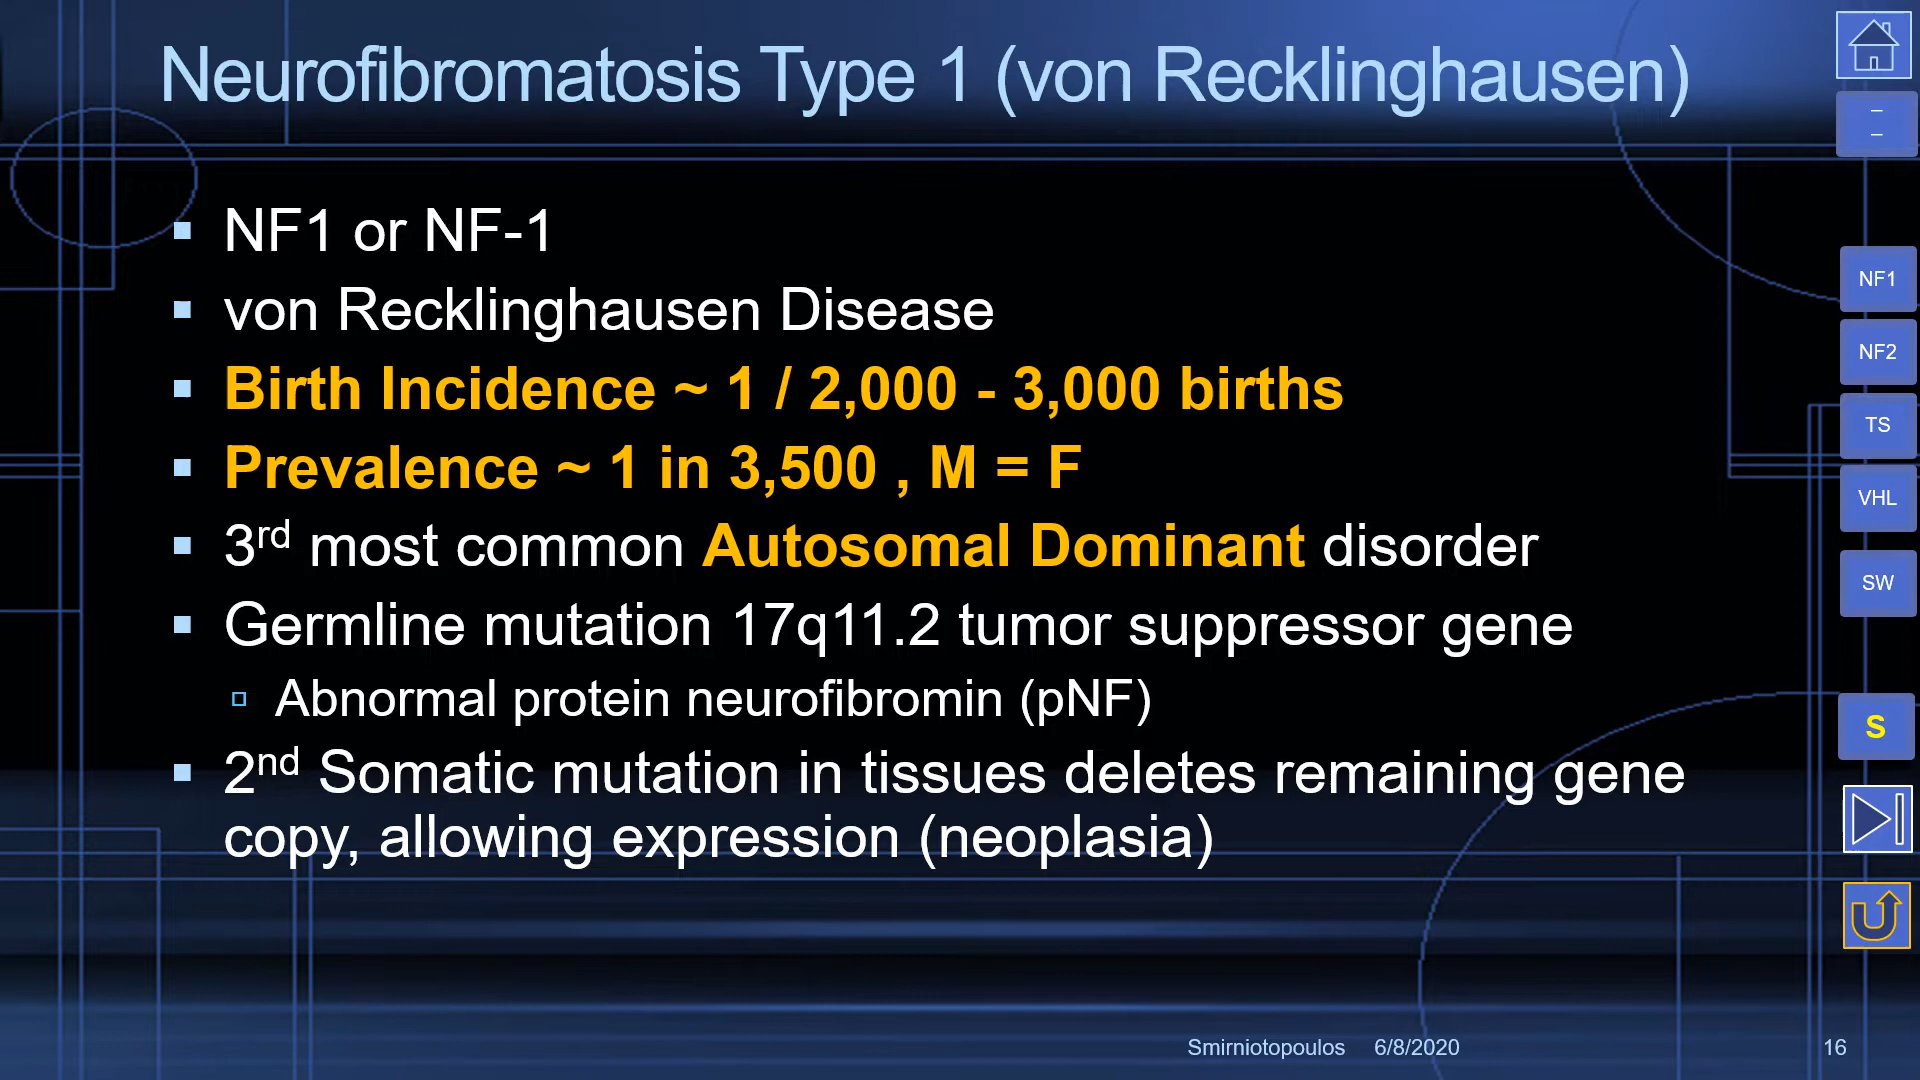 Neurofibromatosis Type 1 (von Recklinghausen)
NF1 or NF-1
von Recklinghausen Disease
Birth Incidence ~ 1 / 2,000 - 3,000 births
Prevalence ~ 1 in 3,500 , M = F
3rd most common Autosomal Dominant disorder
Germline mutation 17q11.2 tumor suppressor gene
Abnormal protein neurofibromin (pNF)
2nd Somatic mutation in tissues deletes remaining gene
copy, allowing expression (neoplasia)
NF1
NF2
TS
VHL
SW
S
Smirniotopoulos 6/8/2020 16